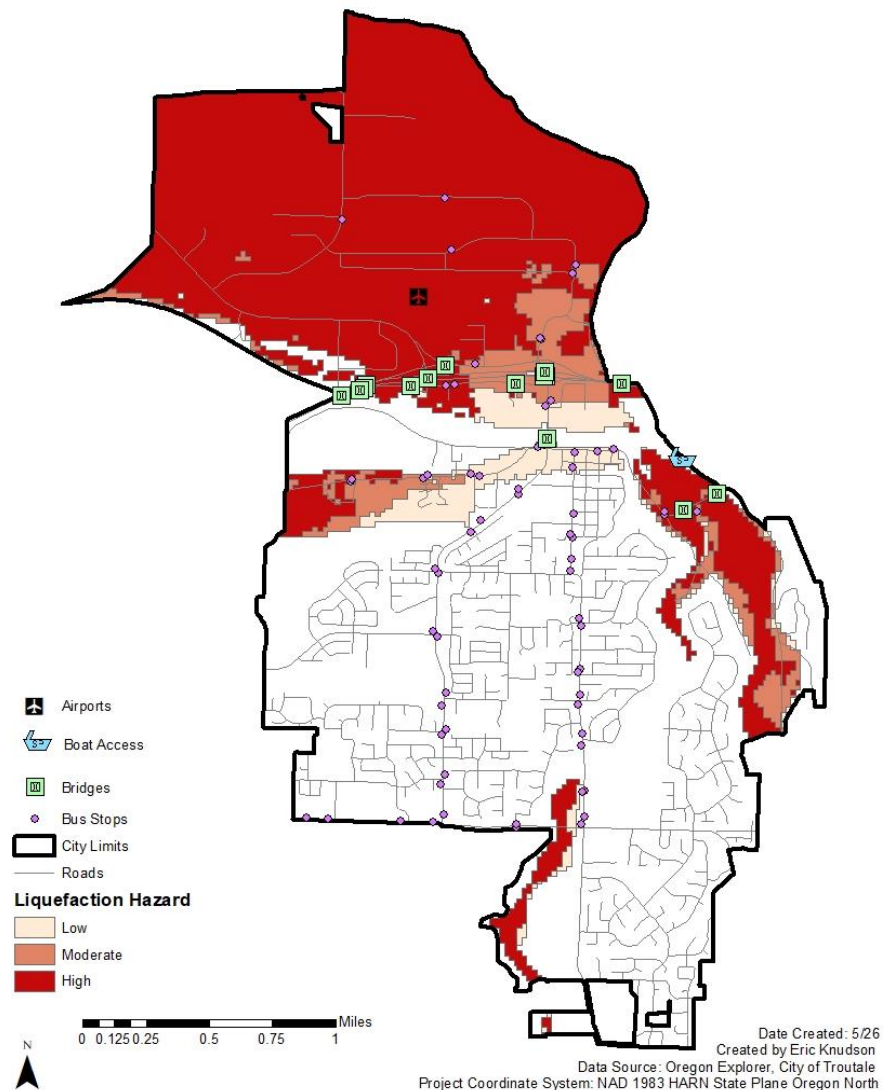 Airports
Boat Access
Bridges
Bus Stops
City Limits
Roads
Liquefaction Hazard
Low
Moderate
High
Miles
0 0.125 0.25 0.5 0.75 1
N
Date Created: 5/26
Created by Eric Knudson
Data Source: Oregon Explorer, City of Troutale
Project Coordinate System: NAD 1983 HARN State Plane Oregon North